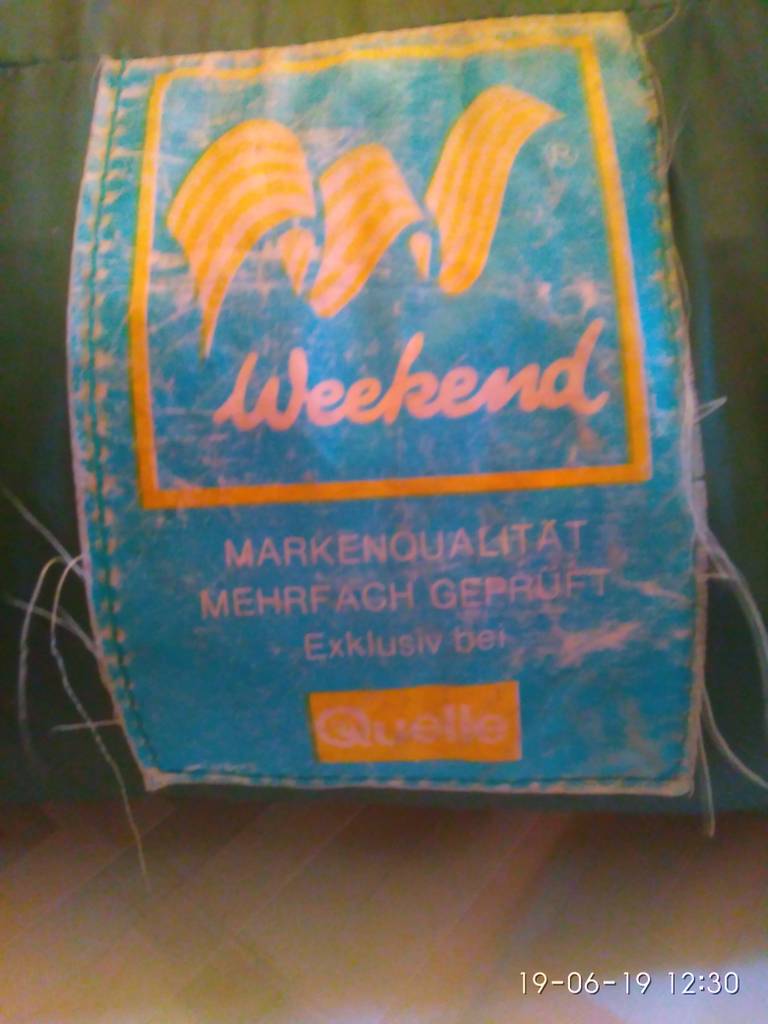 ®
Weekend
MARKENQUALITÄT
MEHRFACH GEPRÜFT
Exklusiv bei
Quelle
19-06-19 12:30